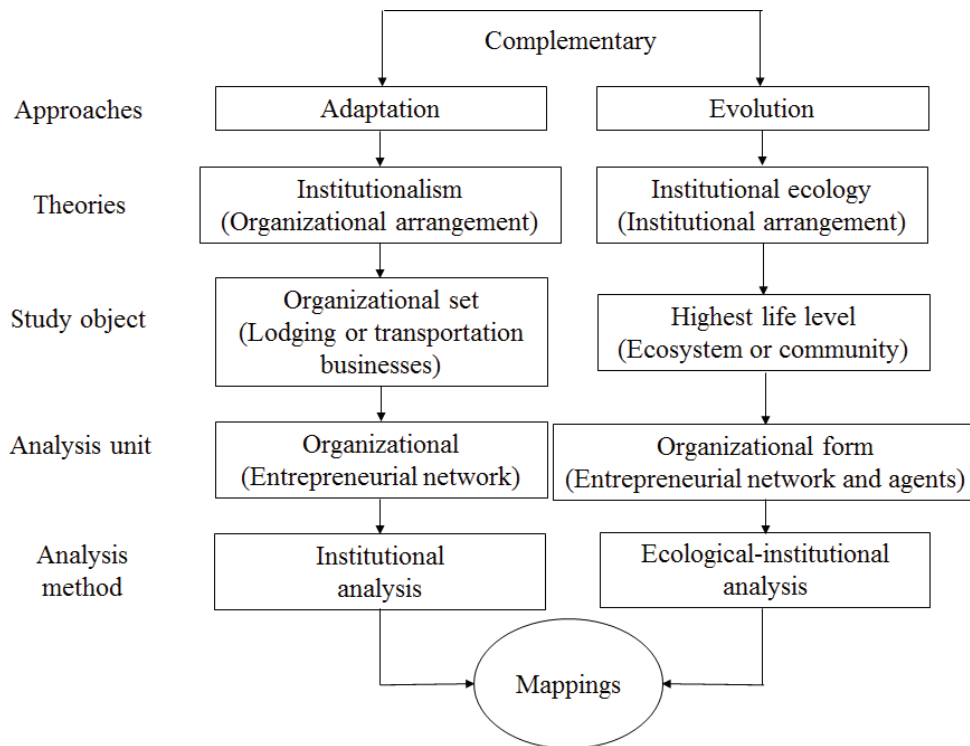 Complementary
Approaches
Adaptation
Evolution
Theories
Institutionalism
(Organizational arrangement)
Institutional ecology
(Institutional arrangement)
Study object
Organizational set
(Lodging or transportation
businesses)
Highest life level
(Ecosystem or community)
Analysis unit
Organizational
(Entrepreneurial network)
Organizational form
(Entrepreneurial network and agents)
Analysis
method
Institutional
analysis
Ecological-institutional
analysis
Mappings